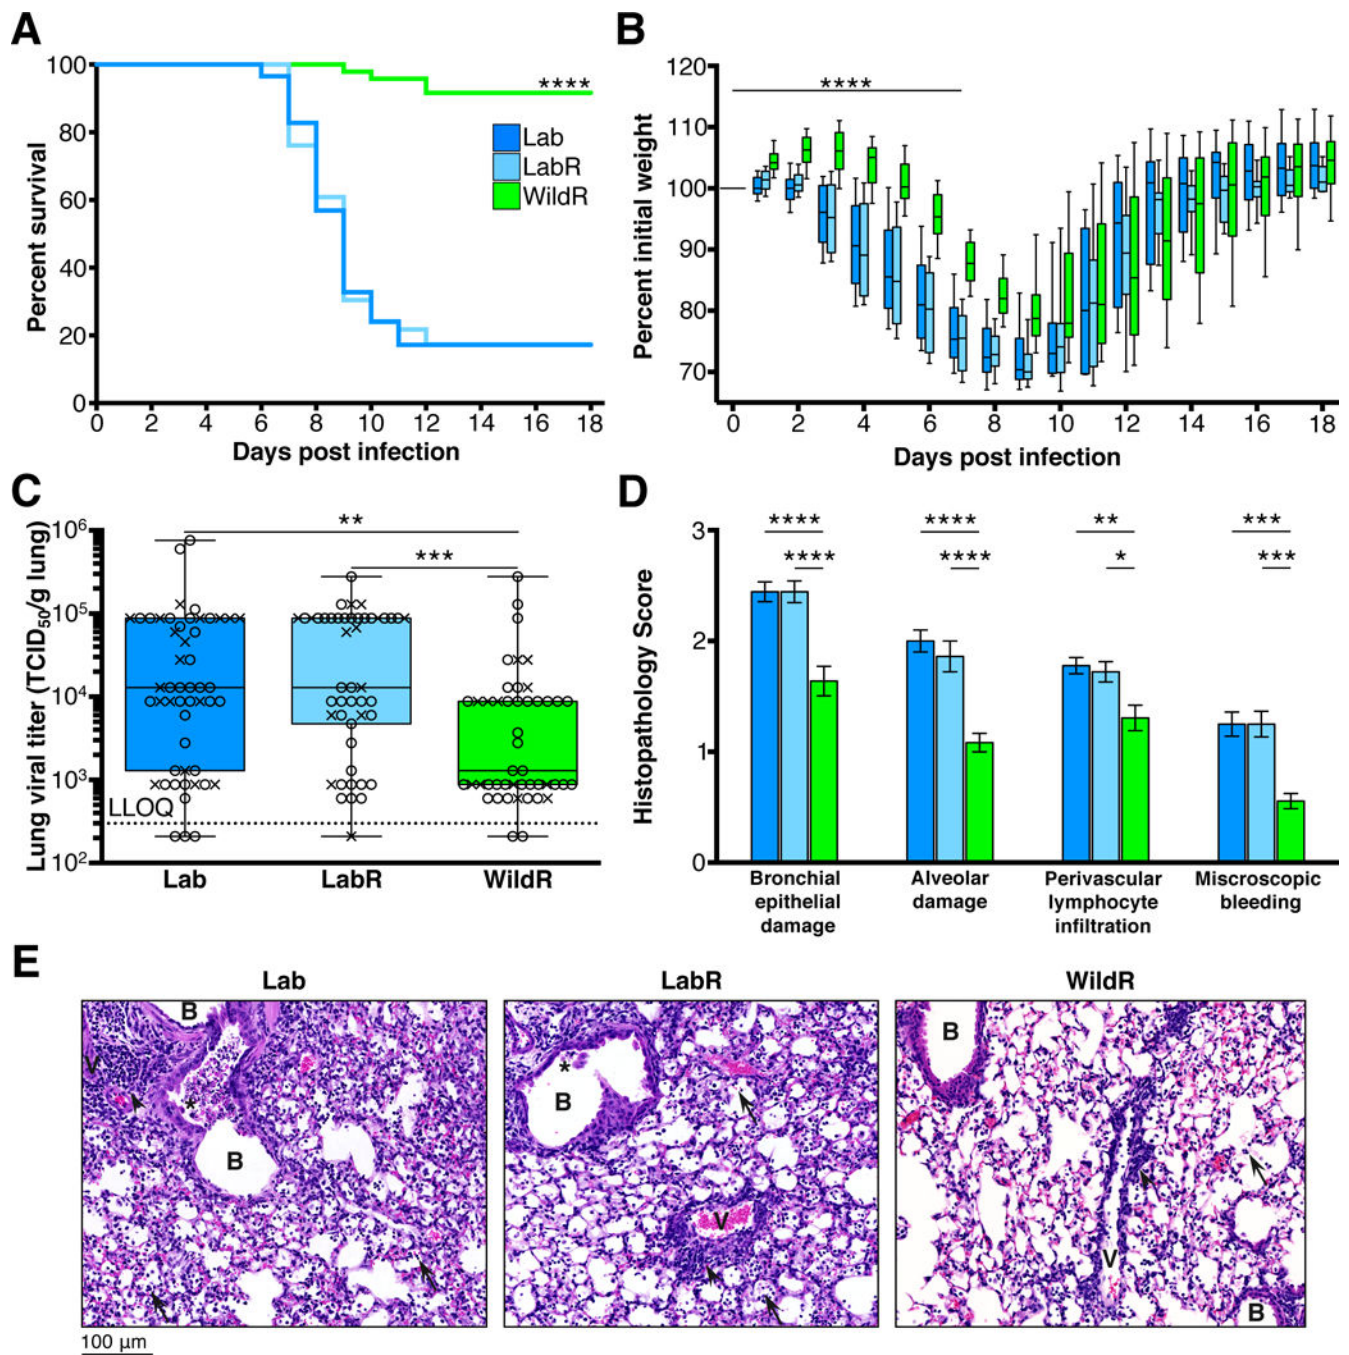 A
100
80
60
40
20
0
Percent survival
****
Lab
LabR
WildR
0 2 4 6 8 10 12 14 16 18
Days post infection
B
120
110
100
90
80
70
Percent initial weight
****
0 2 4 6 8 10 12 14 16 18
Days post infection
C
10⁶
10⁵
10⁴
10³
10²
Lung viral titer (TCID₅₀/g lung)
**
***
LLOQ
Lab LabR WildR
D
3
2
1
0
Histopathology Score
**** **** ** ***
**** **** * ***
Bronchial
epithelial
damage
Alveolar
damage
Perivascular
lymphocyte
infiltration
Miscroscopic
bleeding
E
Lab LabR WildR
B
V
*
B
*
B
V
B
V
B
100 µm